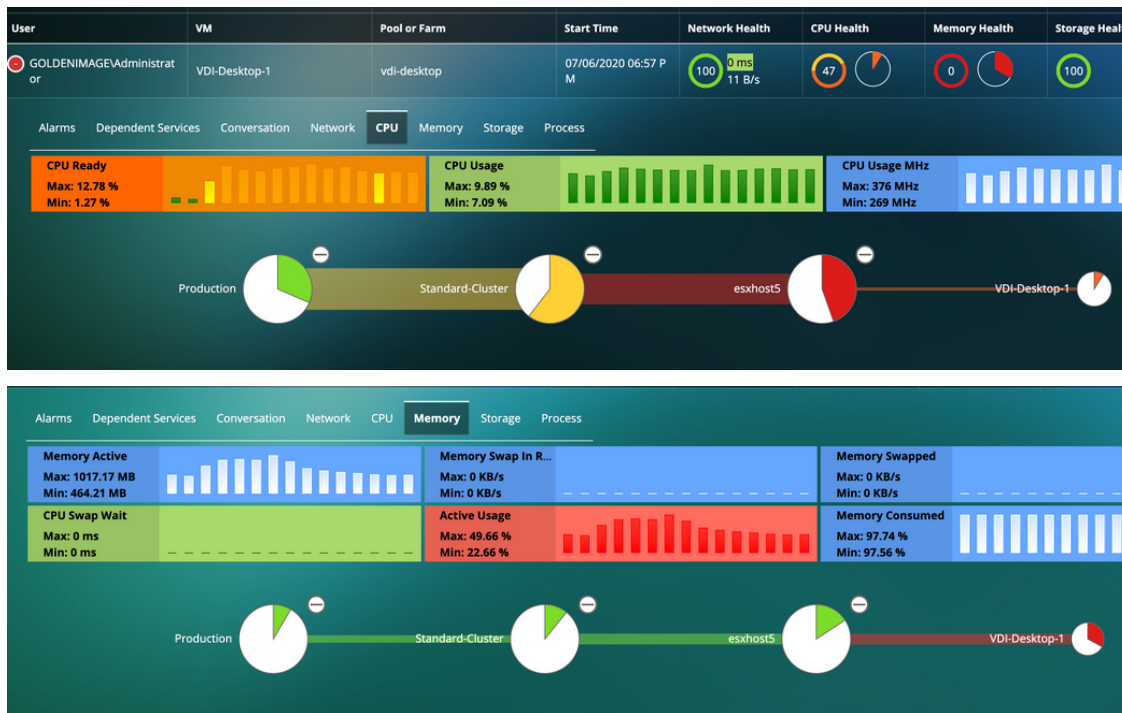 User VM Pool or Farm Start Time Network Health CPU Health Memory Health Storage Heal
- GOLDENIMAGE\Administrat
or
VDI-Desktop-1
vdi-desktop
07/06/2020 06:57 P
M
100
0 ms
11 B/s
47
0
100
Alarms Dependent Services Conversation Network CPU Memory Storage Process
CPU Ready
Max: 12.78 %
Min: 1.27 %
CPU Usage
Max: 9.89 %
Min: 7.09 %
CPU Usage MHz
Max: 376 MHz
Min: 269 MHz
Production Standard-Cluster esxhost5 VDI-Desktop-1
Alarms Dependent Services Conversation Network CPU Memory Storage Process
Memory Active
Max: 1017.17 MB
Min: 464.21 MB
Memory Swap In R...
Max: 0 KB/s
Min: 0 KB/s
Memory Swapped
Max: 0 KB/s
Min: 0 KB/s
CPU Swap Wait
Max: 0 ms
Min: 0 ms
Active Usage
Max: 49.66 %
Min: 22.66 %
Memory Consumed
Max: 97.74 %
Min: 97.56 %
Production Standard-Cluster esxhost5 VDI-Desktop-1